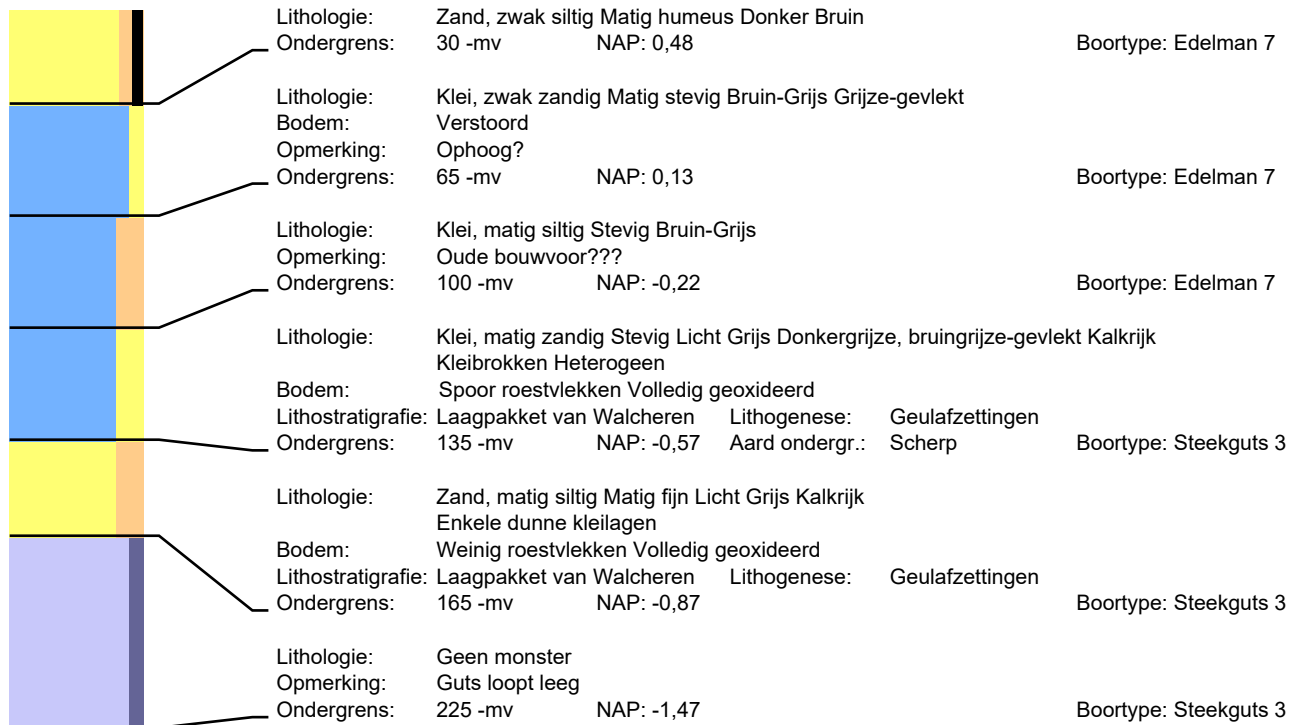 Lithologie: Zand, zwak siltig Matig humeus Donker Bruin
Ondergrens: 30 -mv NAP: 0,48 Boortype: Edelman 7
Lithologie: Klei, zwak zandig Matig stevig Bruin-Grijs Grijze-gevlekt
Bodem: Verstoord
Opmerking: Ophoog?
Ondergrens: 65 -mv NAP: 0,13 Boortype: Edelman 7
Lithologie: Klei, matig siltig Stevig Bruin-Grijs
Opmerking: Oude bouwvoor???
Ondergrens: 100 -mv NAP: -0,22 Boortype: Edelman 7
Lithologie: Klei, matig zandig Stevig Licht Grijs Donkergrijze, bruingrijze-gevlekt Kalkrijk
Kleibrokken Heterogeen
Bodem: Spoor roestvlekken Volledig geoxideerd
Lithostratigrafie: Laagpakket van Walcheren Lithogenese: Geulafzettingen
Ondergrens: 135 -mv NAP: -0,57 Aard ondergr.: Scherp Boortype: Steekguts 3
Lithologie: Zand, matig siltig Matig fijn Licht Grijs Kalkrijk
Enkele dunne kleilagen
Bodem: Weinig roestvlekken Volledig geoxideerd
Lithostratigrafie: Laagpakket van Walcheren Lithogenese: Geulafzettingen
Ondergrens: 165 -mv NAP: -0,87 Boortype: Steekguts 3
Lithologie: Geen monster
Opmerking: Guts loopt leeg
Ondergrens: 225 -mv NAP: -1,47 Boortype: Steekguts 3